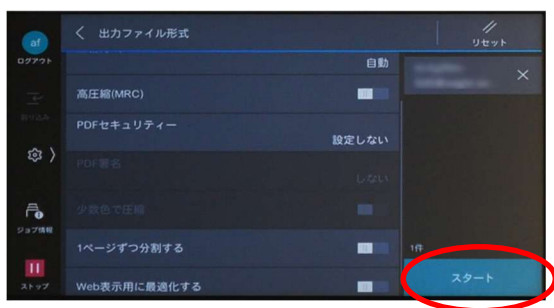 af
ログアウト
割り込み
ジョブ情報
ストップ
出力ファイル形式
リセット
自動
高圧縮(MRC)
PDFセキュリティー
設定しない
PDF署名
しない
少数色で圧縮
1ページずつ分割する
Web表示用に最適化する
1件
スタート